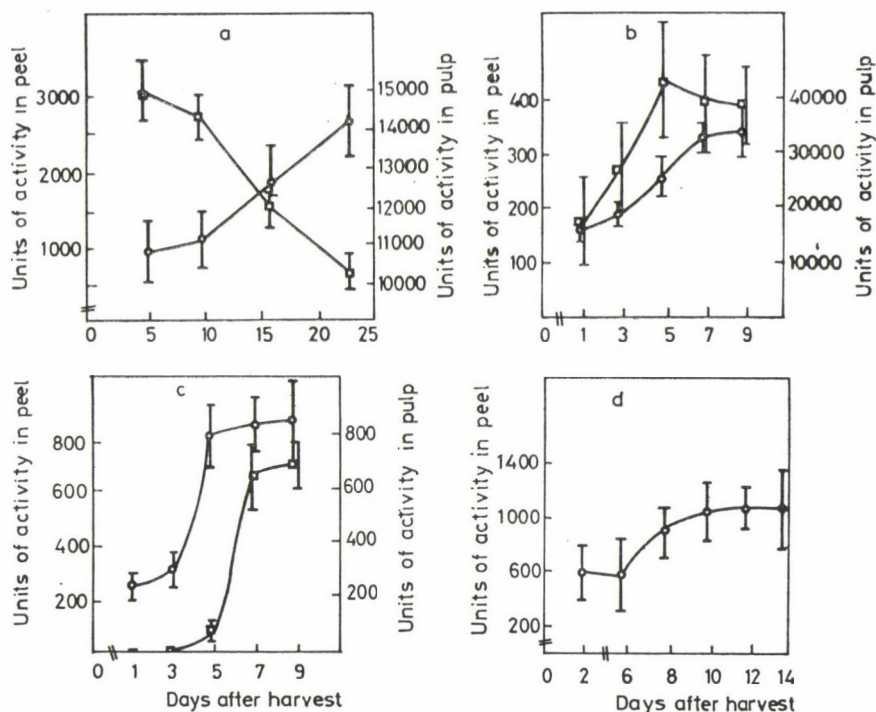 a
Units of activity in peel
3000
2000
1000
0
Units of activity in pulp
15000
14000
13000
12000
11000
10000
0 5 10 15 20 25
b
Units of activity in peel
400
300
200
100
Units of activity in pulp
40000
30000
20000
10000
0 1 3 5 7 9
c
Units of activity in peel
800
600
400
200
Units of activity in pulp
800
600
400
200
0 1 3 5 7 9
Days after harvest
d
Units of activity in peel
1400
1000
600
200
0 2 6 8 10 12 14
Days after harvest